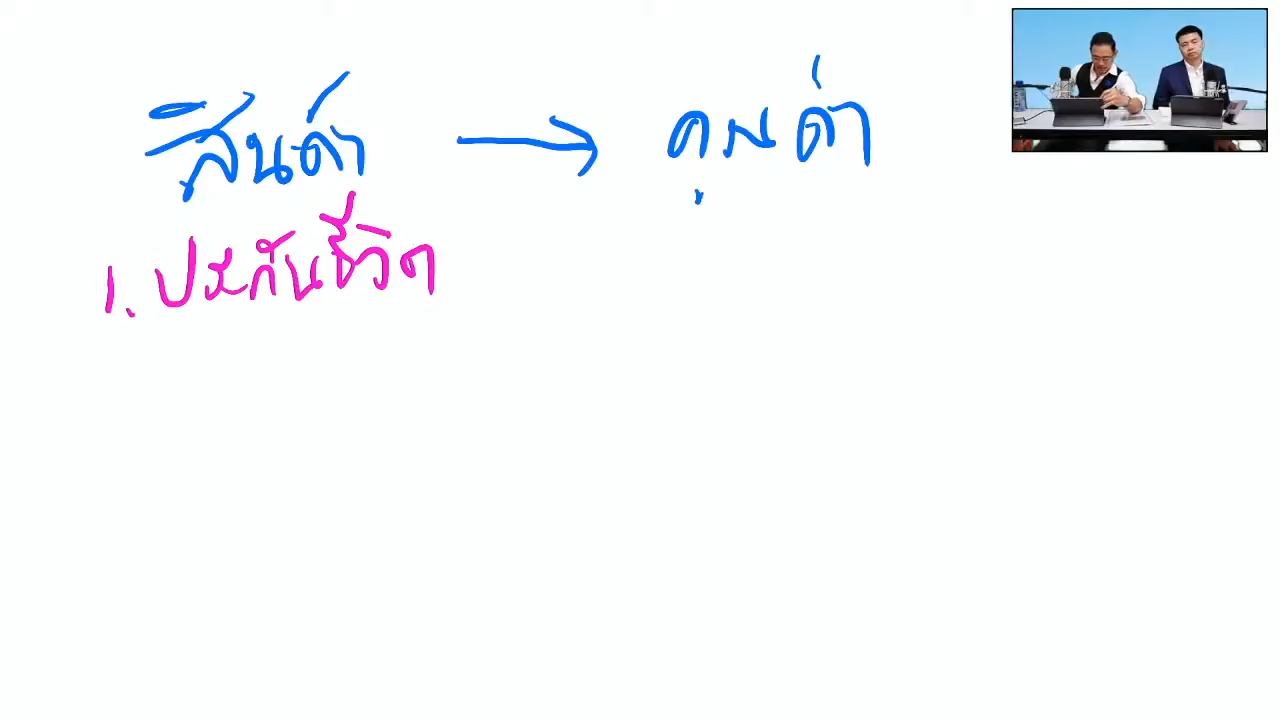 สินค้า → คุณค่า
1. ประกันชีวิต